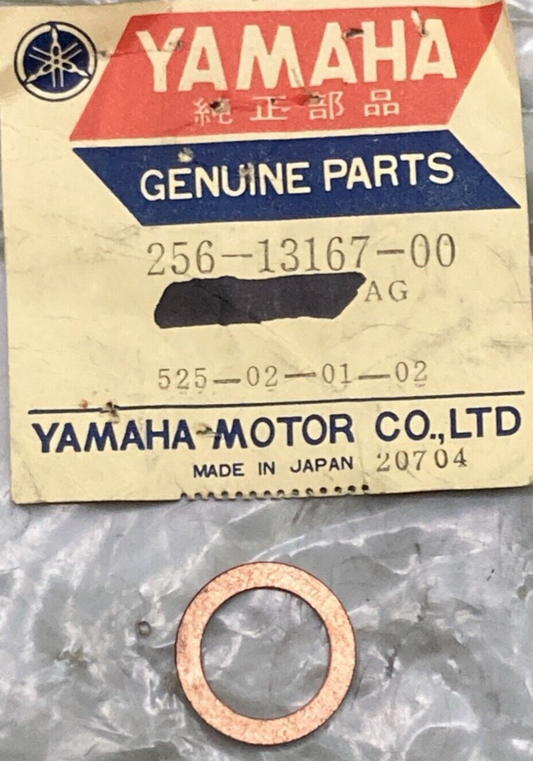 YAMAHA
純正部品
GENUINE PARTS
256-13167-00
AG
525-02-01-02
YAMAHA MOTOR CO.,LTD
MADE IN JAPAN 20704